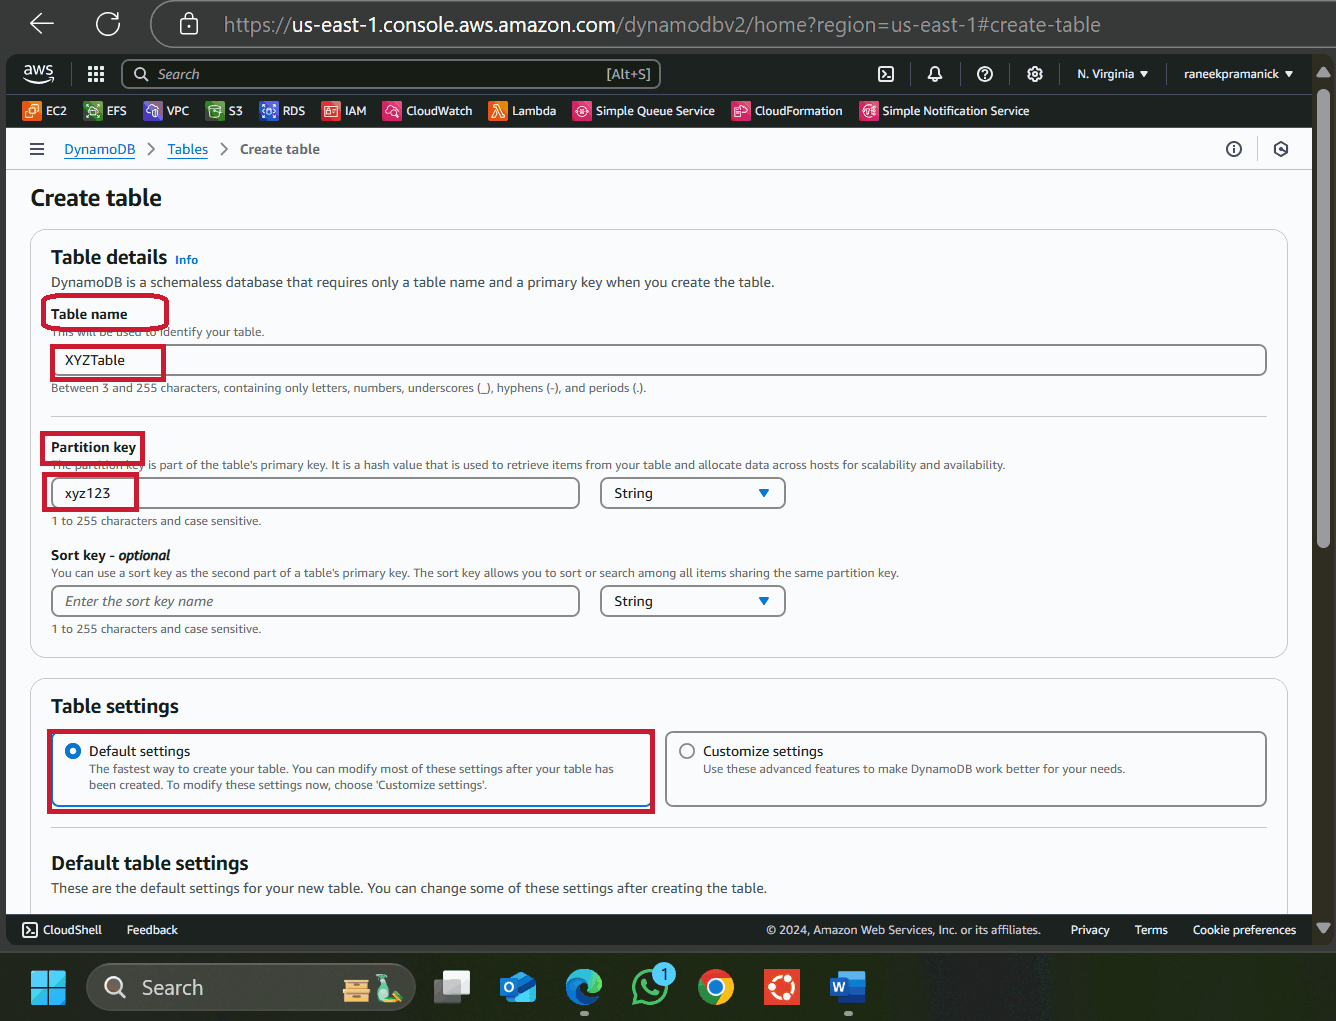 https://us-east-1.console.aws.amazon.com/dynamodbv2/home?region=us-east-1#create-table
aws Search [Alt+S] N. Virginia raneekpramanick
EC2 EFS VPC S3 RDS IAM CloudWatch Lambda Simple Queue Service CloudFormation Simple Notification Service
DynamoDB > Tables > Create table
Create table
Table details Info
DynamoDB is a schemaless database that requires only a table name and a primary key when you create the table.
Table name
This will be used to identify your table.
XYZTable
Between 3 and 255 characters, containing only letters, numbers, underscores (_), hyphens (-), and periods (.).
Partition key
The partition key is part of the table's primary key. It is a hash value that is used to retrieve items from your table and allocate data across hosts for scalability and availability.
xyz123 String
1 to 255 characters and case sensitive.
Sort key - optional
You can use a sort key as the second part of a table's primary key. The sort key allows you to sort or search among all items sharing the same partition key.
Enter the sort key name String
1 to 255 characters and case sensitive.
Table settings
Default settings
The fastest way to create your table. You can modify most of these settings after your table has
been created. To modify these settings now, choose 'Customize settings'.
Customize settings
Use these advanced features to make DynamoDB work better for your needs.
Default table settings
These are the default settings for your new table. You can change some of these settings after creating the table.
CloudShell Feedback © 2024, Amazon Web Services, Inc. or its affiliates. Privacy Terms Cookie preferences
Search 1